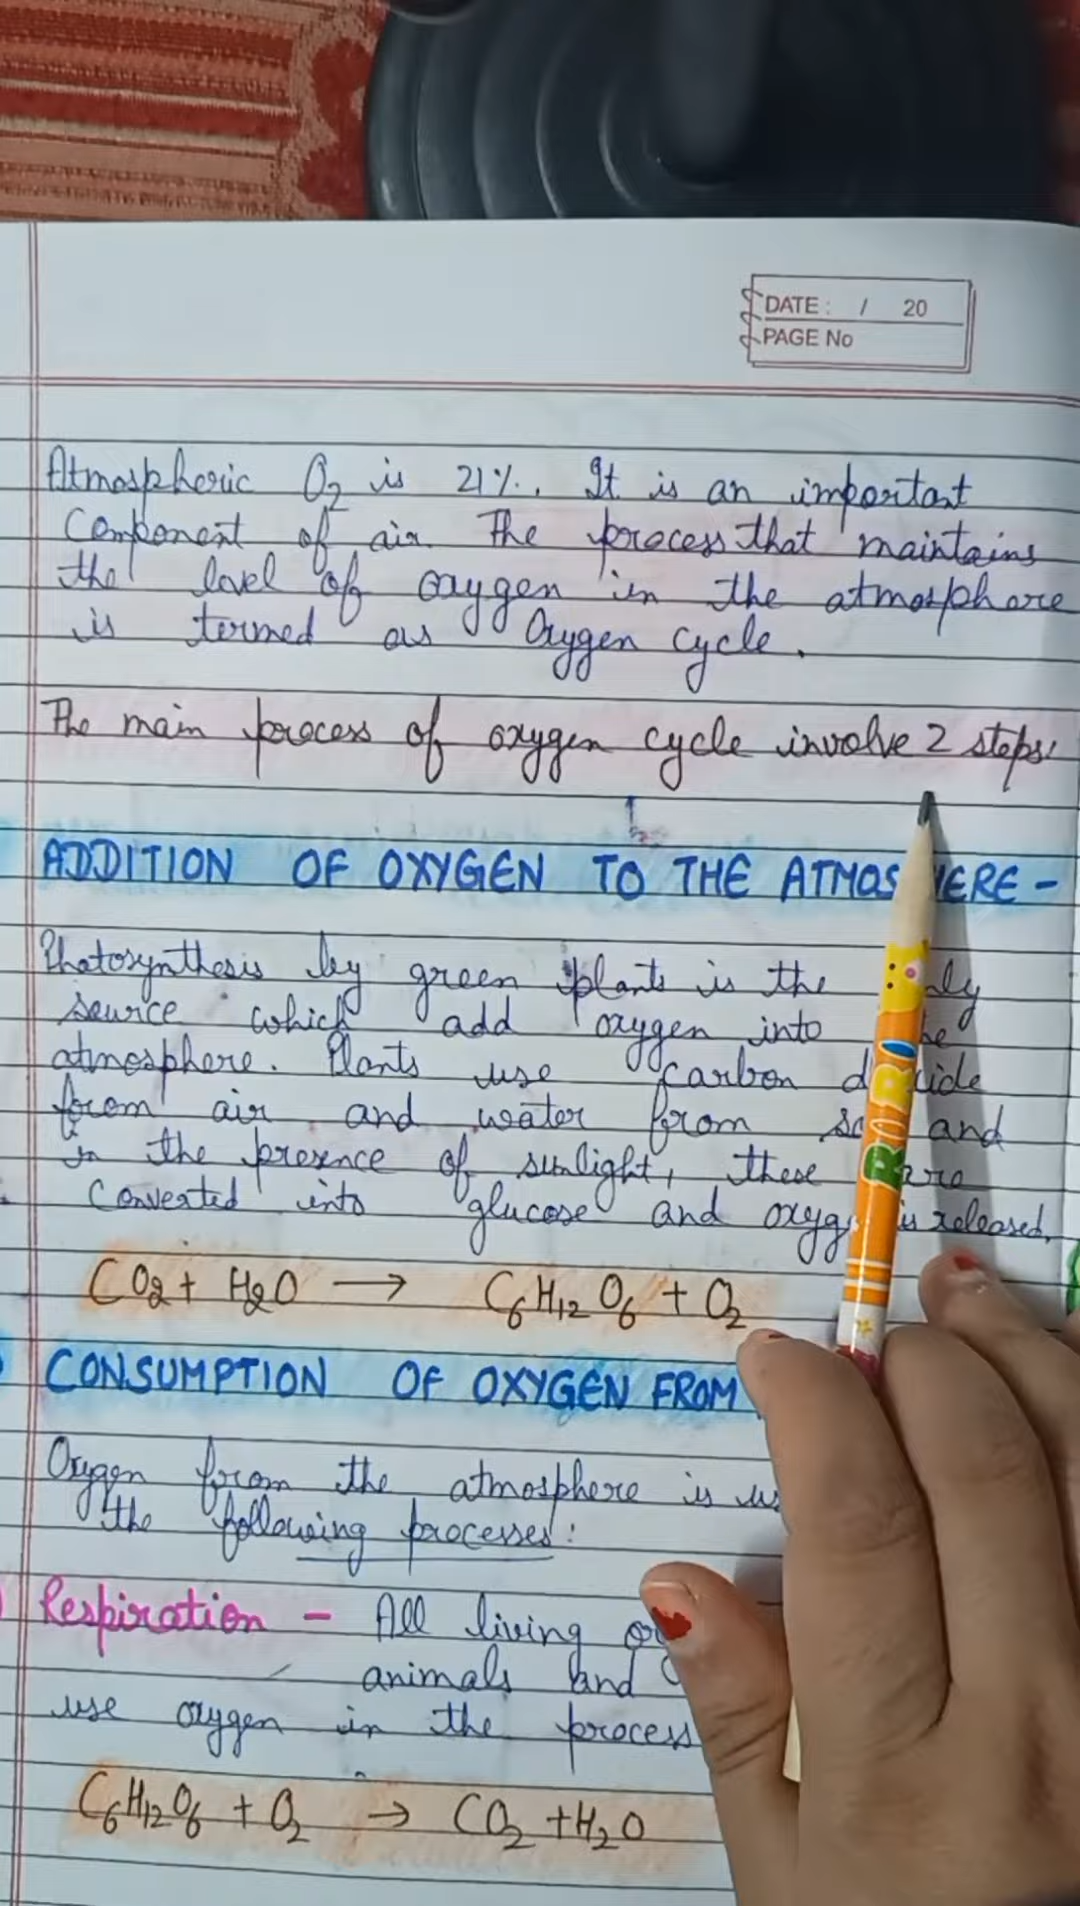 DATE: / 20
PAGE No
Atmospheric O₂ is 21%. It is an important
Component of air. The process that maintains
the level of oxygen in the atmosphere
is termed as Oxygen cycle.
The main process of oxygen cycle involve 2 steps:
ADDITION OF OXYGEN TO THE -
Photosynthesis by green plants is the
source which add oxygen into
atmosphere. Plants use carbon
from air and water from and
in the presence of sunlight, these
Converted into glucose and is released.
CO₂ + H₂O → C₆H₁₂O₆ + O₂
CONSUMPTION OF OXYGEN FROM
Oxygen from the atmosphere is
the following processes:
Respiration - All living
animals and
use oxygen in the process
C₆H₁₂O₆ + O₂ → CO₂ + H₂O
RORO